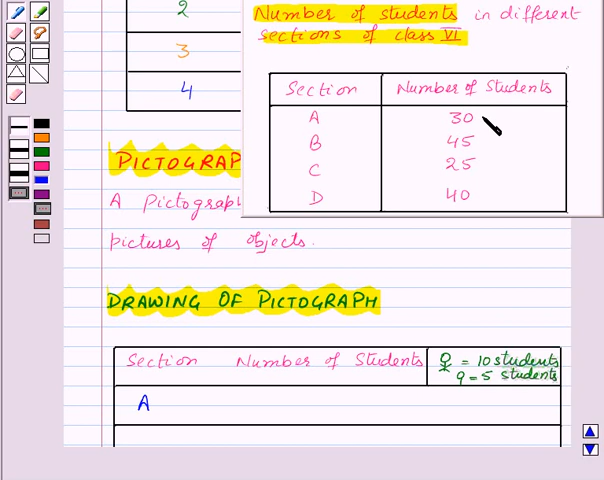 2
3
4
Number of students in different
sections of class VI
Section Number of Students
A 30
B 45
C 25
D 40
PICTOGRAP
A Pictograph
pictures of objects.
DRAWING OF PICTOGRAPH
Section Number of Students
= 10 students
= 5 students
A